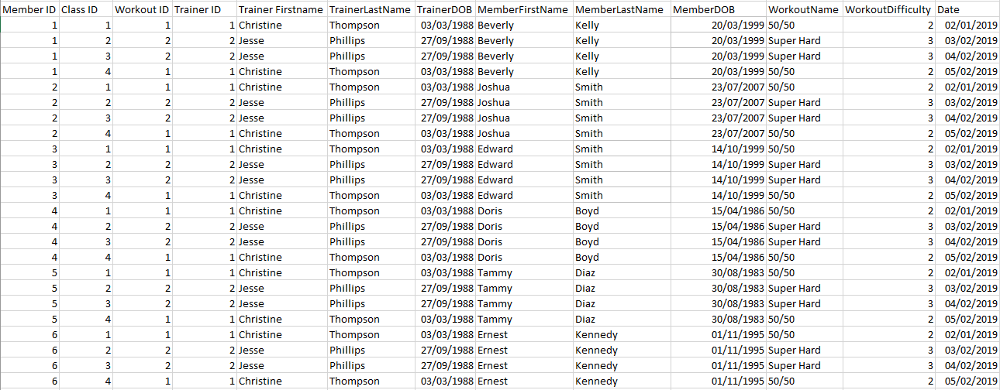 Member ID Class ID Workout ID Trainer ID Trainer Firstname TrainerLastName TrainerDOB MemberFirstName MemberLastName MemberDOB WorkoutName WorkoutDifficulty Date
1 1 1 1 Christine Thompson 03/03/1988 Beverly Kelly 20/03/1999 50/50 2 02/01/2019
1 2 2 2 Jesse Phillips 27/09/1988 Beverly Kelly 20/03/1999 Super Hard 3 03/02/2019
1 3 2 2 Jesse Phillips 27/09/1988 Beverly Kelly 20/03/1999 Super Hard 3 04/02/2019
1 4 1 1 Christine Thompson 03/03/1988 Beverly Kelly 20/03/1999 50/50 2 05/02/2019
2 1 1 1 Christine Thompson 03/03/1988 Joshua Smith 23/07/2007 50/50 2 02/01/2019
2 2 2 2 Jesse Phillips 27/09/1988 Joshua Smith 23/07/2007 Super Hard 3 03/02/2019
2 3 2 2 Jesse Phillips 27/09/1988 Joshua Smith 23/07/2007 Super Hard 3 04/02/2019
2 4 1 1 Christine Thompson 03/03/1988 Joshua Smith 23/07/2007 50/50 2 05/02/2019
3 1 1 1 Christine Thompson 03/03/1988 Edward Smith 14/10/1999 50/50 2 02/01/2019
3 2 2 2 Jesse Phillips 27/09/1988 Edward Smith 14/10/1999 Super Hard 3 03/02/2019
3 3 2 2 Jesse Phillips 27/09/1988 Edward Smith 14/10/1999 Super Hard 3 04/02/2019
3 4 1 1 Christine Thompson 03/03/1988 Edward Smith 14/10/1999 50/50 2 05/02/2019
4 1 1 1 Christine Thompson 03/03/1988 Doris Boyd 15/04/1986 50/50 2 02/01/2019
4 2 2 2 Jesse Phillips 27/09/1988 Doris Boyd 15/04/1986 Super Hard 3 03/02/2019
4 3 2 2 Jesse Phillips 27/09/1988 Doris Boyd 15/04/1986 Super Hard 3 04/02/2019
4 4 1 1 Christine Thompson 03/03/1988 Doris Boyd 15/04/1986 50/50 2 05/02/2019
5 1 1 1 Christine Thompson 03/03/1988 Tammy Diaz 30/08/1983 50/50 2 02/01/2019
5 2 2 2 Jesse Phillips 27/09/1988 Tammy Diaz 30/08/1983 Super Hard 3 03/02/2019
5 3 2 2 Jesse Phillips 27/09/1988 Tammy Diaz 30/08/1983 Super Hard 3 04/02/2019
5 4 1 1 Christine Thompson 03/03/1988 Tammy Diaz 30/08/1983 50/50 2 05/02/2019
6 1 1 1 Christine Thompson 03/03/1988 Ernest Kennedy 01/11/1995 50/50 2 02/01/2019
6 2 2 2 Jesse Phillips 27/09/1988 Ernest Kennedy 01/11/1995 Super Hard 3 03/02/2019
6 3 2 2 Jesse Phillips 27/09/1988 Ernest Kennedy 01/11/1995 Super Hard 3 04/02/2019
6 4 1 1 Christine Thompson 03/03/1988 Ernest Kennedy 01/11/1995 50/50 2 05/02/2019